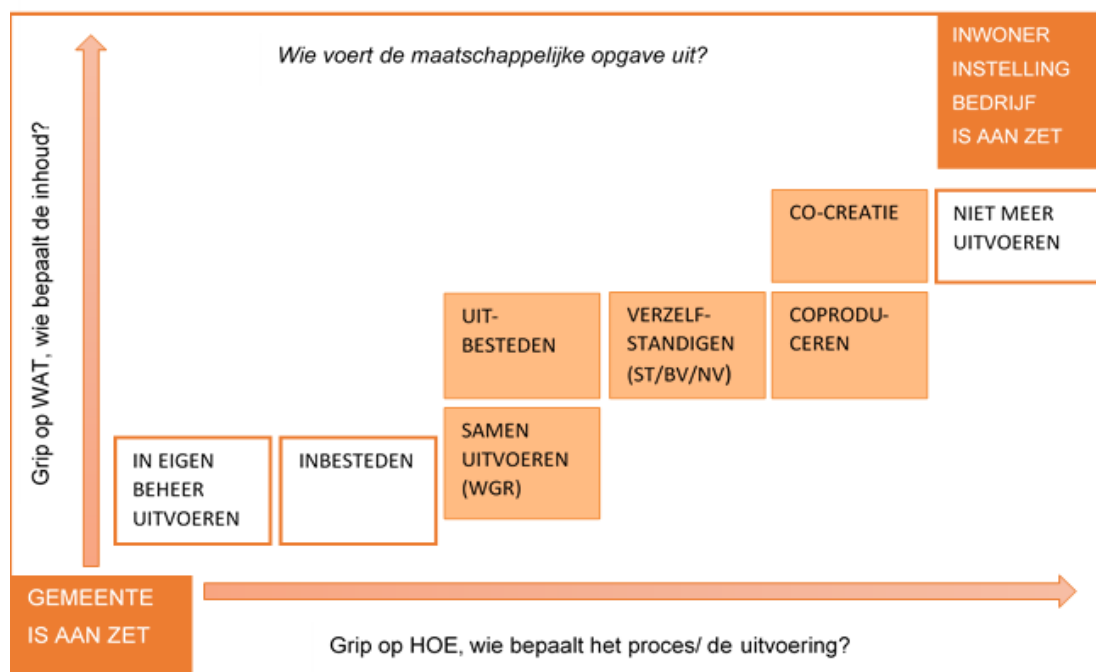 Wie voert de maatschappelijke opgave uit?
INWONER
INSTELLING
BEDRIJF
IS AAN ZET
Grip op WAT, wie bepaalt de inhoud?
CO-CREATIE
NIET MEER
UITVOEREN
UIT-
BESTEDEN
VERZELF-
STANDIGEN
(ST/BV/NV)
COPRODU-
CEREN
SAMEN
UITVOEREN
(WGR)
IN EIGEN
BEHEER
UITVOEREN
INBESTEDEN
GEMEENTE
IS AAN ZET
Grip op HOE, wie bepaalt het proces/ de uitvoering?